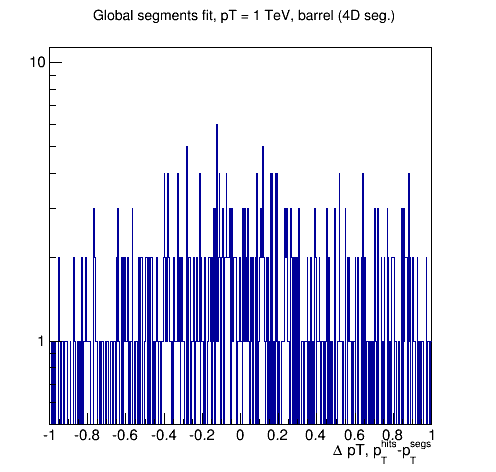 Global segments fit, pT = 1 TeV, barrel (4D seg.)
10
1
-1 -0.8 -0.6 -0.4 -0.2 0 0.2 0.4 0.6 0.8 1
Δ pT, p_T^hits-p_T^segs